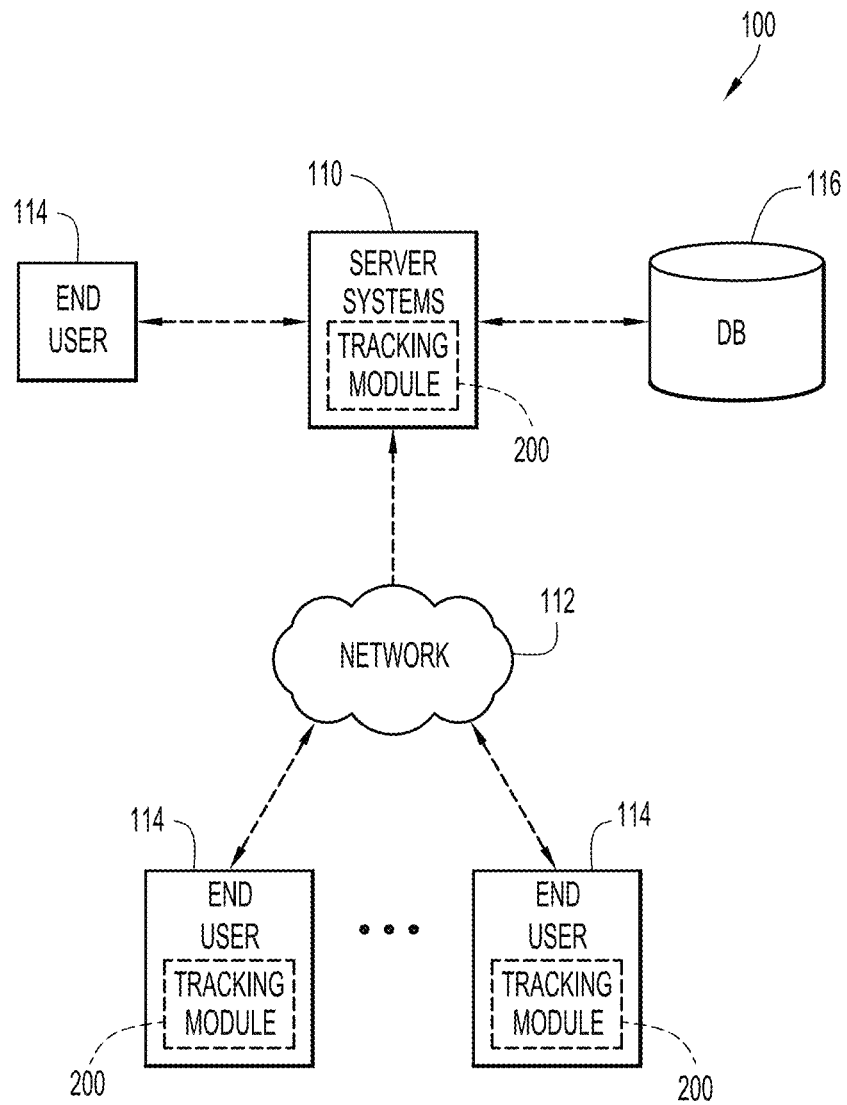 100
110
114
116
SERVER
SYSTEMS
END
USER
TRACKING
MODULE
DB
200
112
NETWORK
114
114
END
USER
TRACKING
MODULE
END
USER
TRACKING
MODULE
200
200